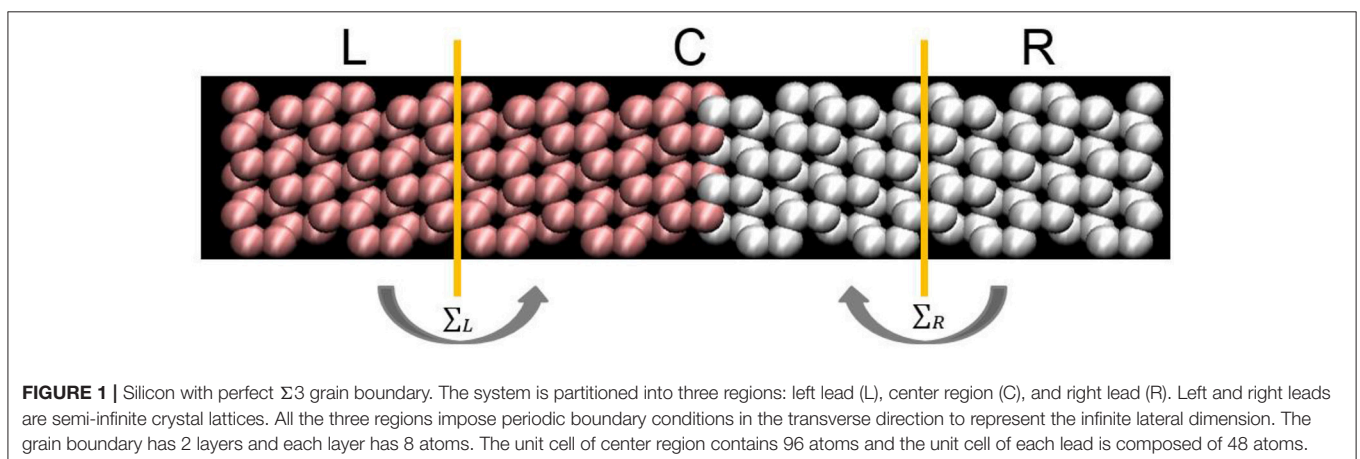 L C R
Σ_L Σ_R
FIGURE 1 | Silicon with perfect Σ3 grain boundary. The system is partitioned into three regions: left lead (L), center region (C), and right lead (R). Left and right leads
are semi-infinite crystal lattices. All the three regions impose periodic boundary conditions in the transverse direction to represent the infinite lateral dimension. The
grain boundary has 2 layers and each layer has 8 atoms. The unit cell of center region contains 96 atoms and the unit cell of each lead is composed of 48 atoms.